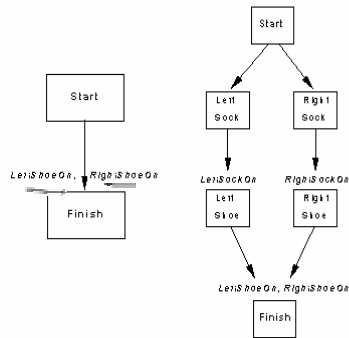 Start
LeftShoeOn, RightShoeOn
Finish
Start
Left
Sock
Right
Sock
LeftSockOn
RightSockOn
Left
Shoe
Right
Shoe
LeftShoeOn, RightShoeOn
Finish